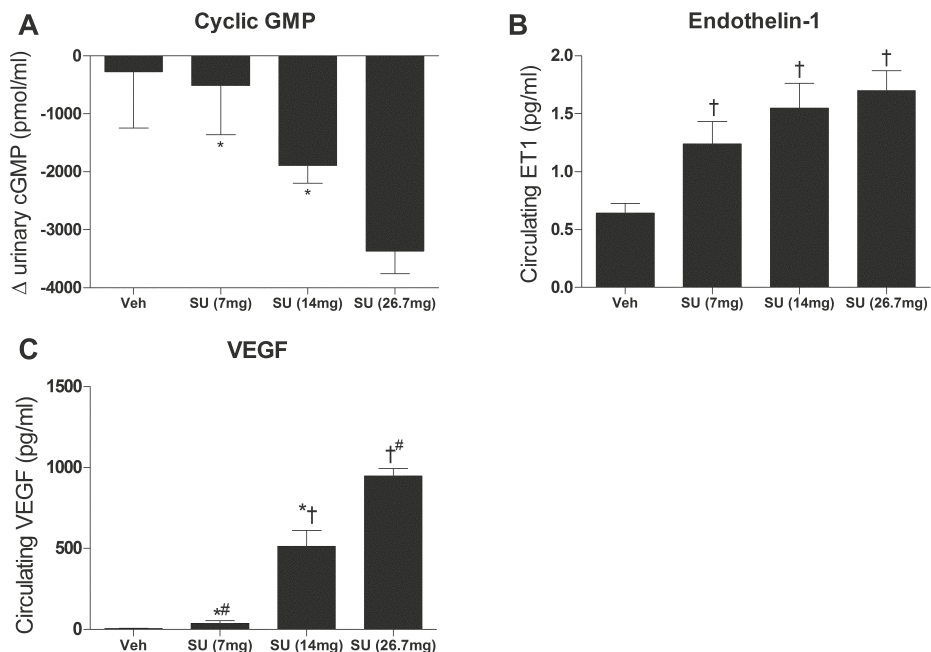 A
Cyclic GMP
Δ urinary cGMP (pmol/ml)
0
-1000
-2000
-3000
-4000
*
*
Veh
SU (7mg)
SU (14mg)
SU (26.7mg)
B
Endothelin-1
Circulating ET1 (pg/ml)
2.0
1.5
1.0
0.5
0.0
†
†
†
Veh
SU (7mg)
SU (14mg)
SU (26.7mg)
C
VEGF
Circulating VEGF (pg/ml)
1500
1000
500
0
*#
*†
†#
Veh
SU (7mg)
SU (14mg)
SU (26.7mg)